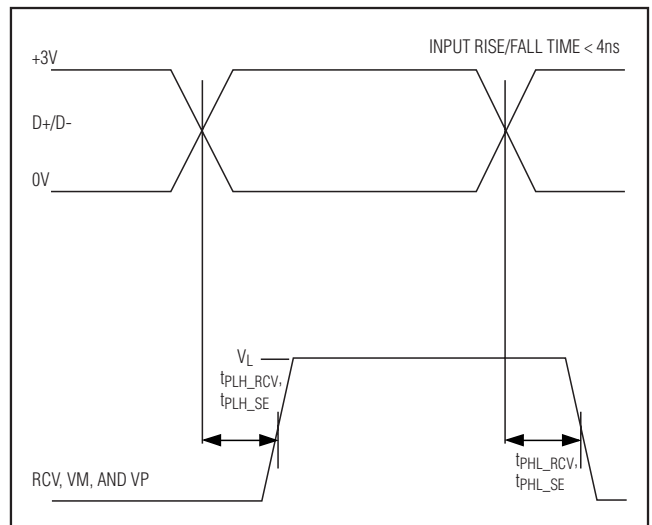 INPUT RISE/FALL TIME < 4ns
+3V
D+/D-
0V
VL
tPLH_RCV,
tPLH_SE
tPHL_RCV,
tPHL_SE
RCV, VM, AND VP